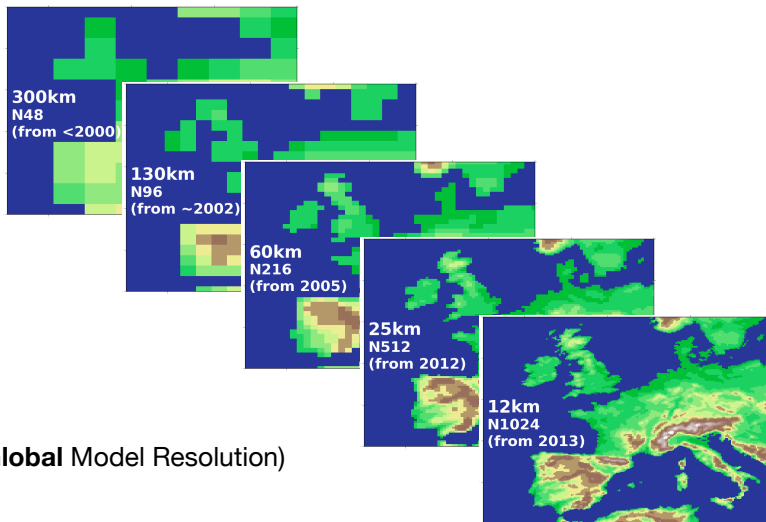 300km
N48
(from <2000)
130km
N96
(from ~2002)
60km
N216
(from 2005)
25km
N512
(from 2012)
12km
N1024
(from 2013)
lobal Model Resolution)